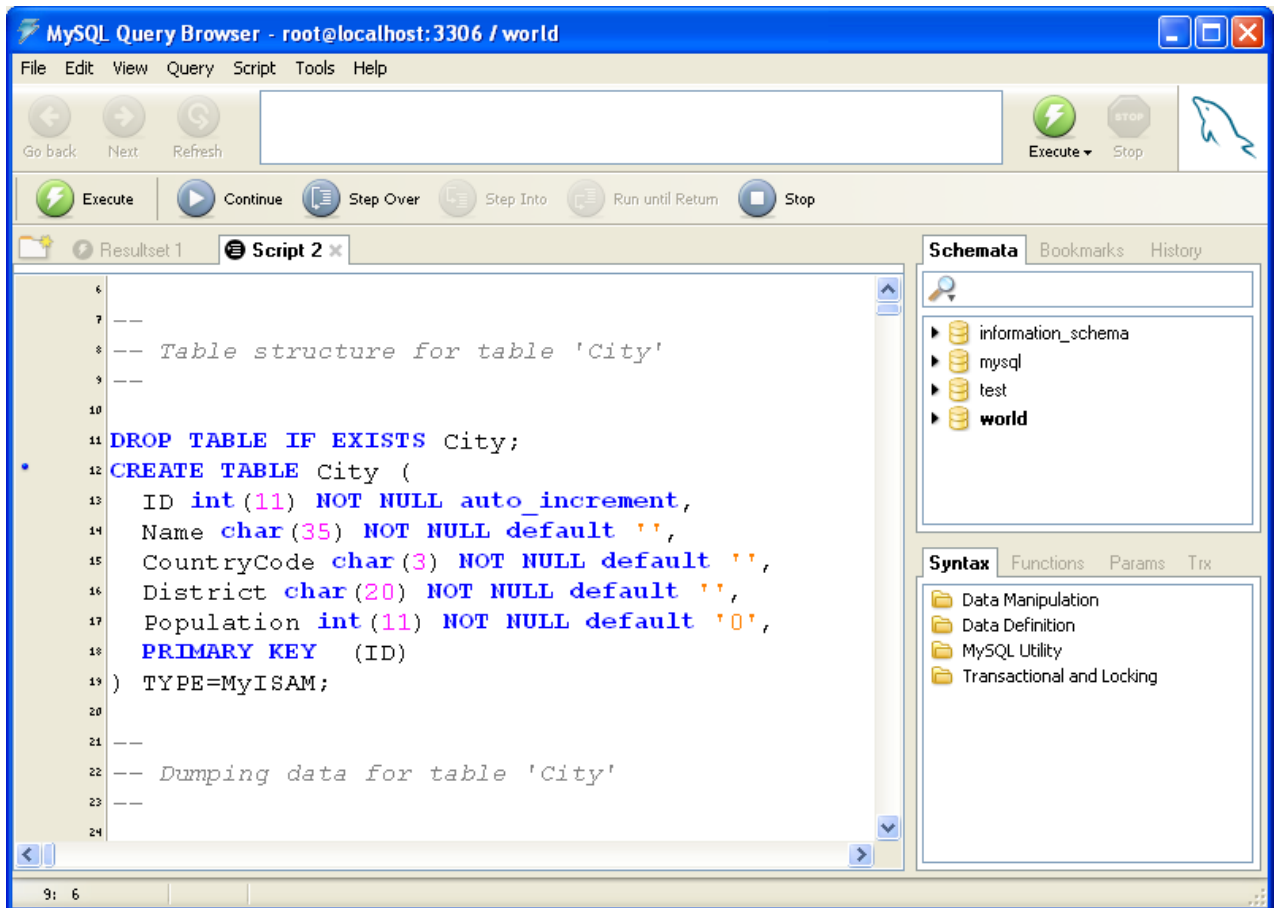 MySQL Query Browser - root@localhost:3306 / world
File Edit View Query Script Tools Help
Go back Next Refresh Execute Stop
STOP
Execute Continue Step Over Step Into Run until Return Stop
Resultset 1 Script 2
6
7 --
8 -- Table structure for table 'City'
9 --
10
11 DROP TABLE IF EXISTS City;
12 CREATE TABLE City (
13 ID int(11) NOT NULL auto_increment,
14 Name char(35) NOT NULL default '',
15 CountryCode char(3) NOT NULL default '',
16 District char(20) NOT NULL default '',
17 Population int(11) NOT NULL default '0',
18 PRIMARY KEY (ID)
19 ) TYPE=MyISAM;
20
21 --
22 -- Dumping data for table 'City'
23 --
24
9: 6
Schemata Bookmarks History
information_schema
mysql
test
world
Syntax Functions Params Trx
Data Manipulation
Data Definition
MySQL Utility
Transactional and Locking